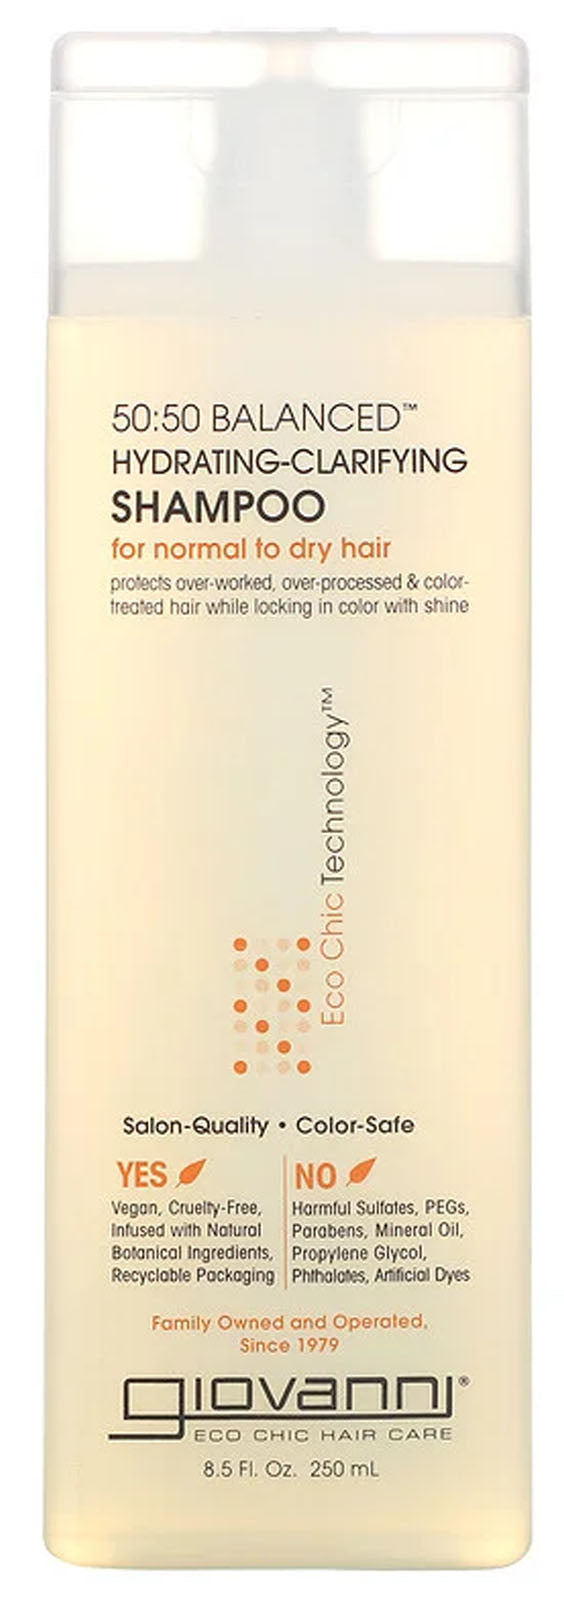 50:50 BALANCED™
HYDRATING-CLARIFYING
SHAMPOO
for normal to dry hair
protects over-worked, over-processed & color-
treated hair while locking in color with shine
Eco Chic Technology™
Salon-Quality • Color-Safe
YES
Vegan, Cruelty-Free,
Infused with Natural
Botanical Ingredients,
Recyclable Packaging
NO
Harmful Sulfates, PEGs,
Parabens, Mineral Oil,
Propylene Glycol,
Phthalates, Artificial Dyes
Family Owned and Operated,
Since 1979
giovanni®
ECO CHIC HAIR CARE
8.5 Fl. Oz. 250 mL